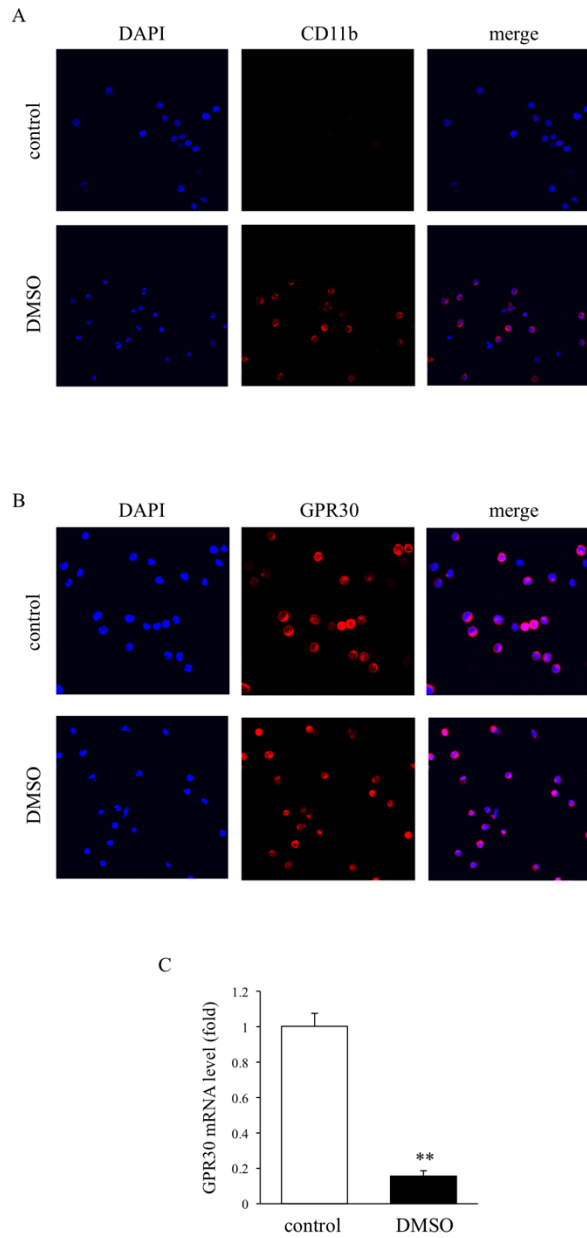 A
DAPI CD11b merge
control
DMSO
B
DAPI GPR30 merge
control
DMSO
C
GPR30 mRNA level (fold)
1.2
1
0.8
0.6
0.4
0.2
0
**
control DMSO